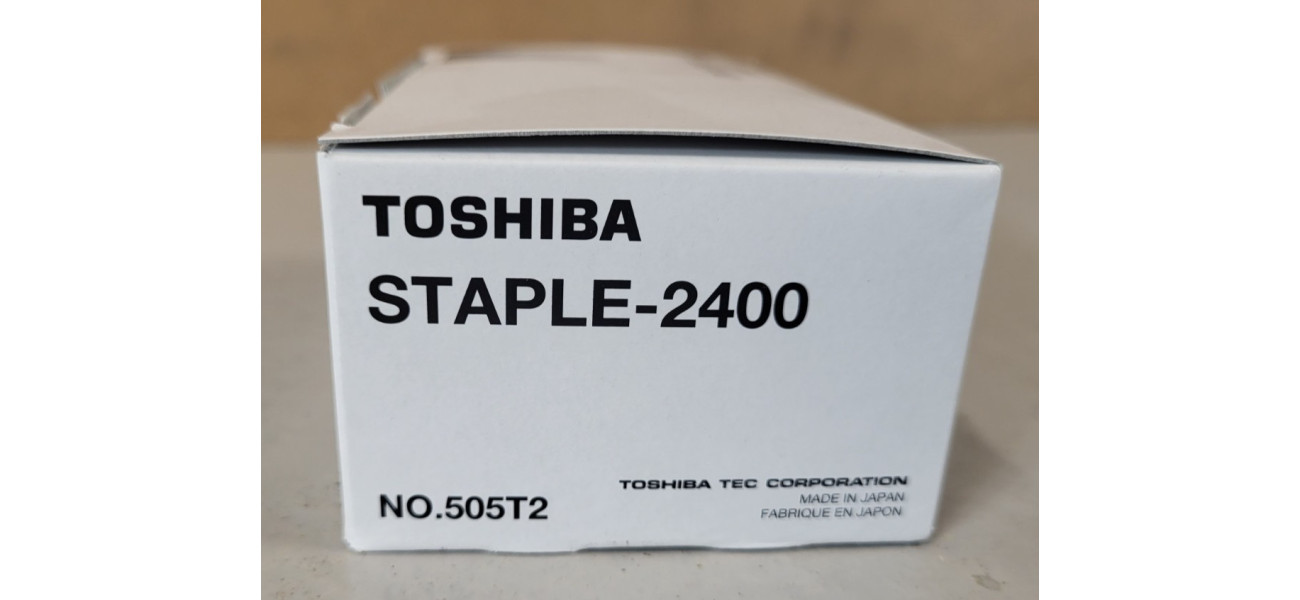 TOSHIBA
STAPLE-2400
NO.505T2
TOSHIBA TEC CORPORATION
MADE IN JAPAN
FABRIQUE EN JAPON